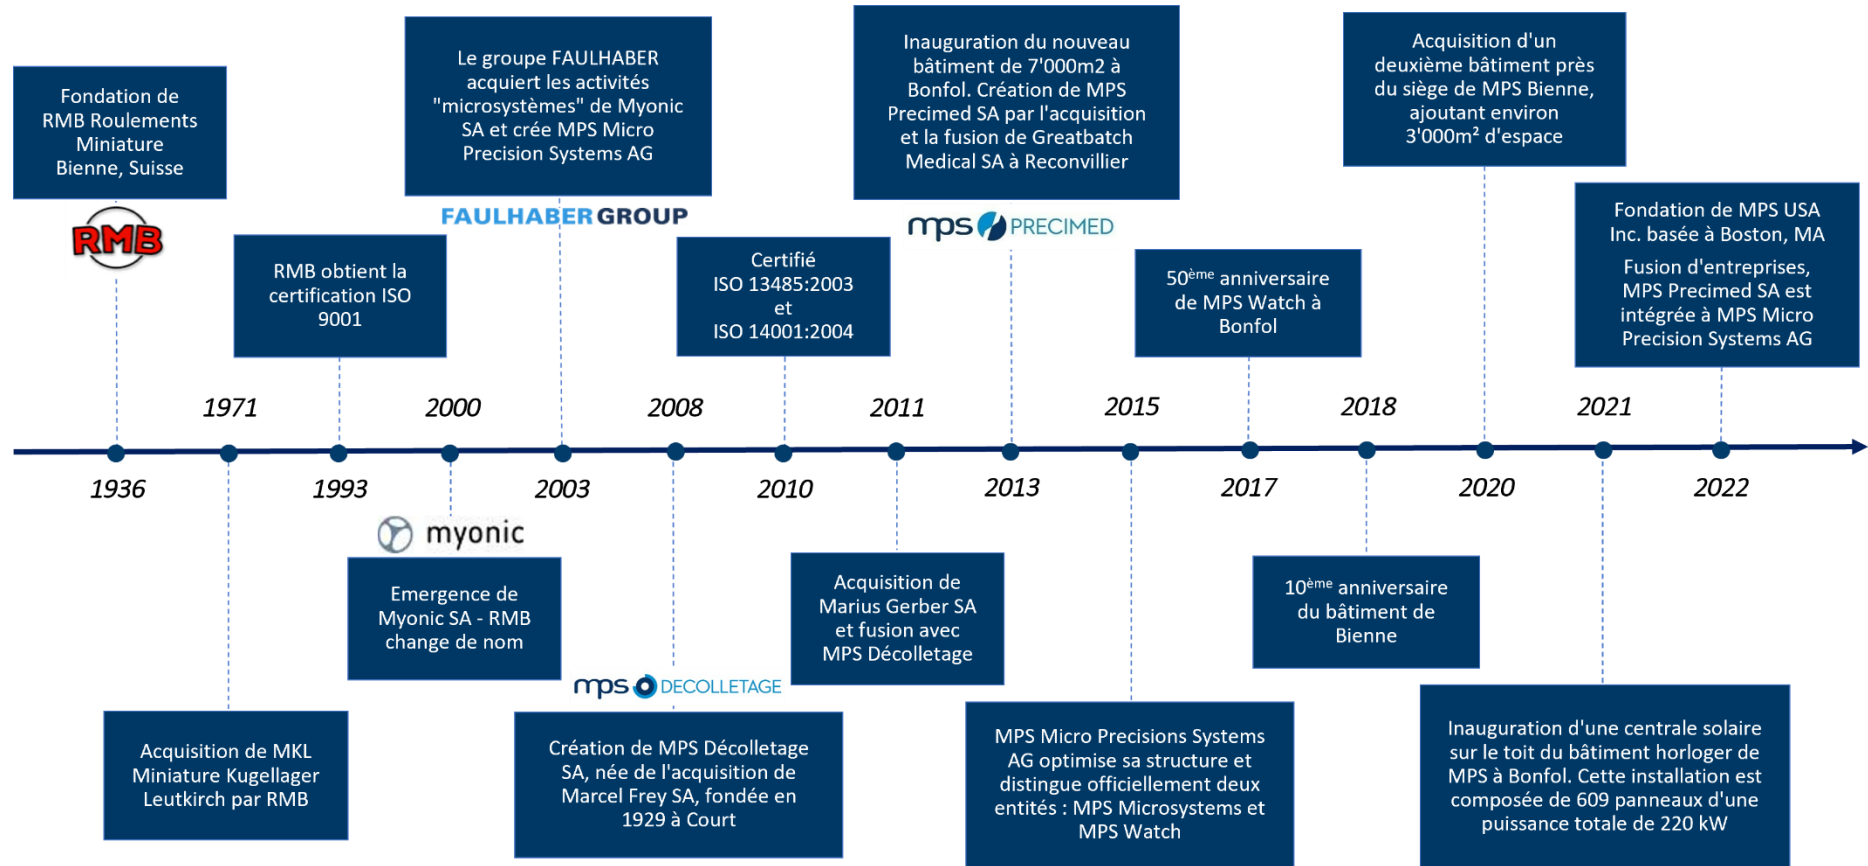 Fondation de
RMB Roulements
Miniature
Bienne, Suisse
RMB
1936
1971
Acquisition de MKL
Miniature Kugellager
Leutkirch par RMB
RMB obtient la
certification ISO
9001
1993
2000
myonic
Emergence de
Myonic SA - RMB
change de nom
Le groupe FAULHABER
acquiert les activités
"microsystèmes" de Myonic
SA et crée MPS Micro
Precision Systems AG
FAULHABER GROUP
2003
2008
mps DECOLLETAGE
Création de MPS Décolletage
SA, née de l'acquisition de
Marcel Frey SA, fondée en
1929 à Court
Certifié
ISO 13485:2003
et
ISO 14001:2004
2010
2011
Acquisition de
Marius Gerber SA
et fusion avec
MPS Décolletage
Inauguration du nouveau
bâtiment de 7'000m2 à
Bonfol. Création de MPS
Precimed SA par l'acquisition
et la fusion de Greatbatch
Medical SA à Reconvillier
mps PRECIMED
2013
2015
MPS Micro Precisions Systems
AG optimise sa structure et
distingue officiellement deux
entités : MPS Microsystems et
MPS Watch
50ème anniversaire
de MPS Watch à
Bonfol
2017
2018
10ème anniversaire
du bâtiment de
Bienne
Acquisition d'un
deuxième bâtiment près
du siège de MPS Bienne,
ajoutant environ
3'000m² d'espace
2020
2021
Inauguration d'une centrale solaire
sur le toit du bâtiment horloger de
MPS à Bonfol. Cette installation est
composée de 609 panneaux d'une
puissance totale de 220 kW
Fondation de MPS USA
Inc. basée à Boston, MA
Fusion d'entreprises,
MPS Precimed SA est
intégrée à MPS Micro
Precision Systems AG
2022